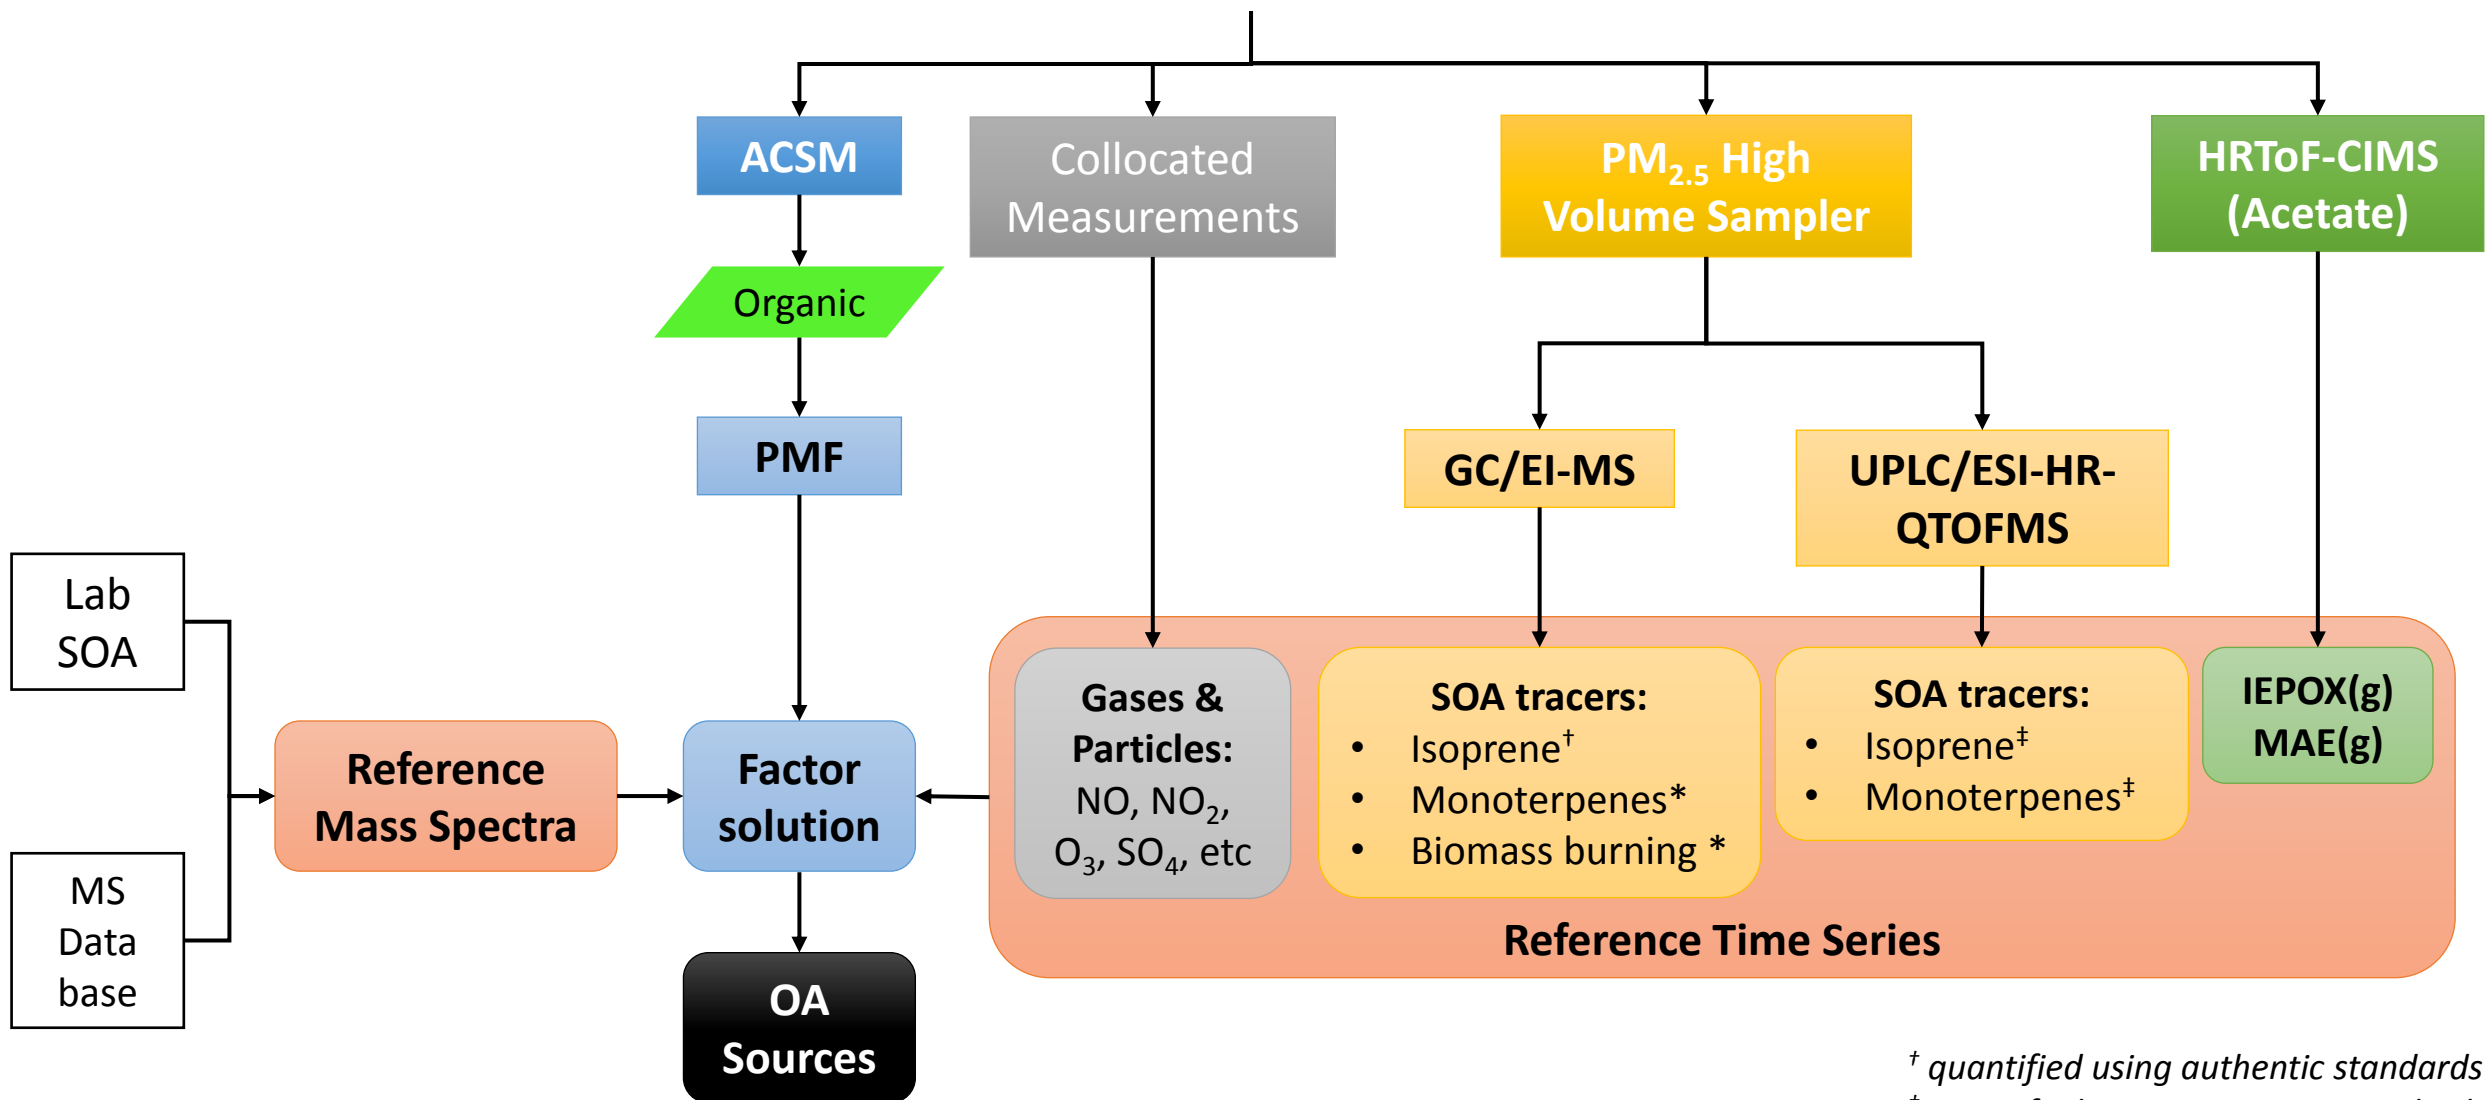 ACSM
Collocated
Measurements
PM₂.₅ High
Volume Sampler
HRToF-CIMS
(Acetate)
Organic
PMF
GC/EI-MS
UPLC/ESI-HR-
QTOFMS
Lab
SOA
MS
Data
base
Reference
Mass Spectra
Factor
solution
OA
Sources
Gases &
Particles:
NO, NO₂,
O₃, SO₄, etc
SOA tracers:
• Isoprene†
• Monoterpenes*
• Biomass burning *
SOA tracers:
• Isoprene‡
• Monoterpenes‡
IEPOX(g)
MAE(g)
Reference Time Series
† quantified using authentic standards
‡